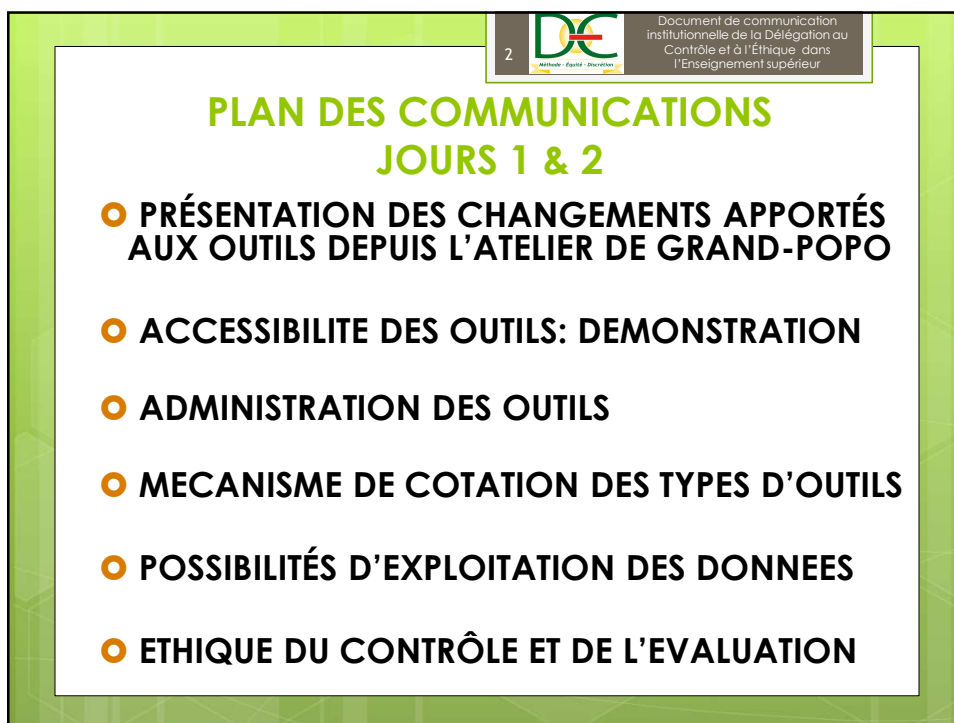 2
DEC
Méthode - Équité - Discrétion
Document de communication
institutionnelle de la Délégation au
Contrôle et à l'Éthique dans
l'Enseignement supérieur
PLAN DES COMMUNICATIONS
JOURS 1 & 2
PRÉSENTATION DES CHANGEMENTS APPORTÉS
AUX OUTILS DEPUIS L'ATELIER DE GRAND-POPO
ACCESSIBILITE DES OUTILS: DEMONSTRATION
ADMINISTRATION DES OUTILS
MECANISME DE COTATION DES TYPES D'OUTILS
POSSIBILITÉS D'EXPLOITATION DES DONNEES
ETHIQUE DU CONTRÔLE ET DE L'EVALUATION